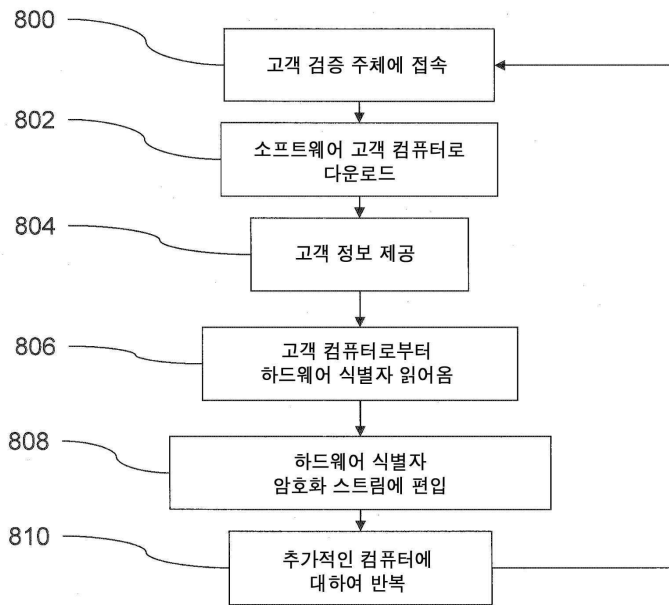 800
고객 검증 주체에 접속
802
소프트웨어 고객 컴퓨터로
다운로드
804
고객 정보 제공
806
고객 컴퓨터로부터
하드웨어 식별자 읽어옴
808
하드웨어 식별자
암호화 스트림에 편입
810
추가적인 컴퓨터에
대하여 반복